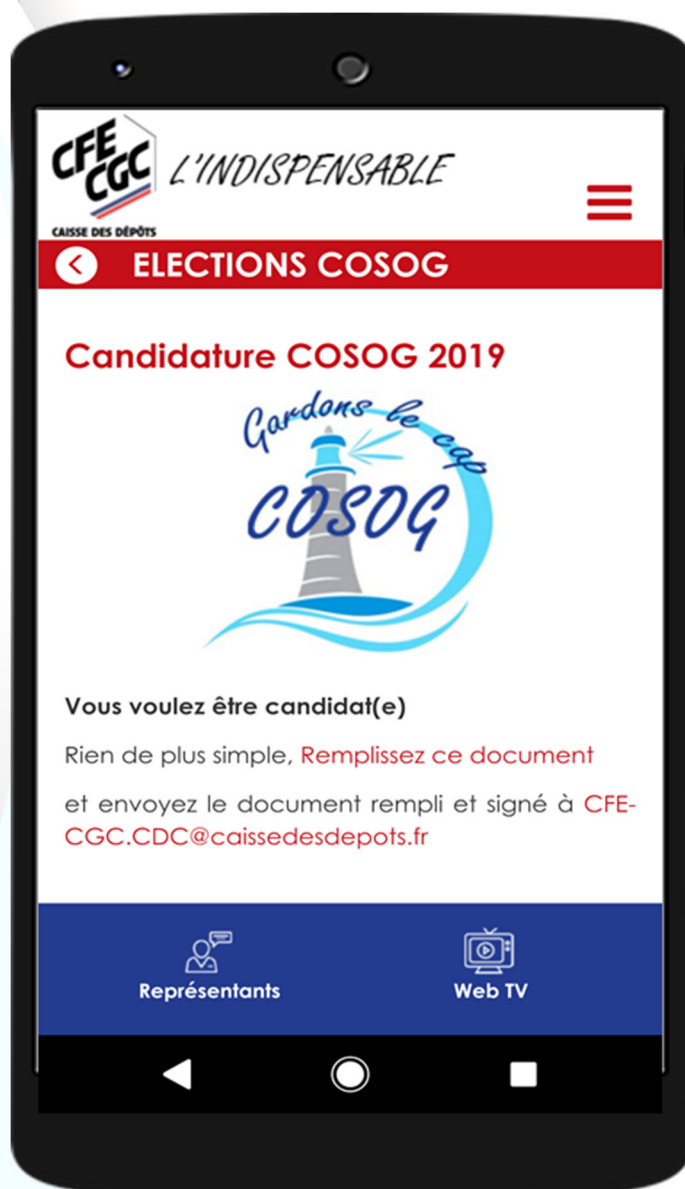 CFE
CGC
L'INDISPENSABLE
CAISSE DES DÉPÔTS
ELECTIONS COSOG
Candidature COSOG 2019
Gardons le cap
COSOG
Vous voulez être candidat(e)
Rien de plus simple, Remplissez ce document
et envoyez le document rempli et signé à CFE-
CGC.CDC@caissedesdepots.fr
Représentants
Web TV